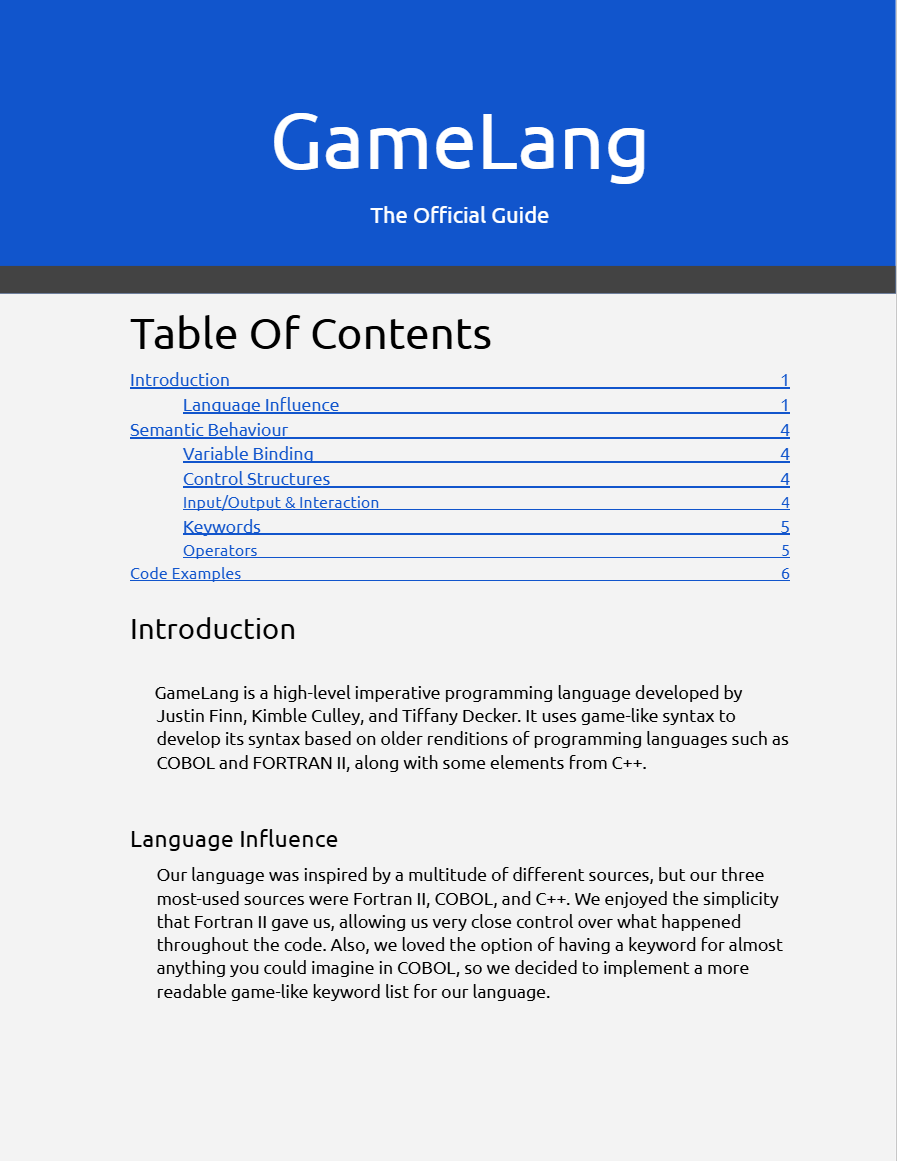 GameLang
The Official Guide
Table Of Contents
Introduction 1
Language Influence 1
Semantic Behaviour 4
Variable Binding 4
Control Structures 4
Input/Output & Interaction 4
Keywords 5
Operators 5
Code Examples 6
Introduction
GameLang is a high-level imperative programming language developed by
Justin Finn, Kimble Culley, and Tiffany Decker. It uses game-like syntax to
develop its syntax based on older renditions of programming languages such as
COBOL and FORTRAN II, along with some elements from C++.
Language Influence
Our language was inspired by a multitude of different sources, but our three
most-used sources were Fortran II, COBOL, and C++. We enjoyed the simplicity
that Fortran II gave us, allowing us very close control over what happened
throughout the code. Also, we loved the option of having a keyword for almost
anything you could imagine in COBOL, so we decided to implement a more
readable game-like keyword list for our language.